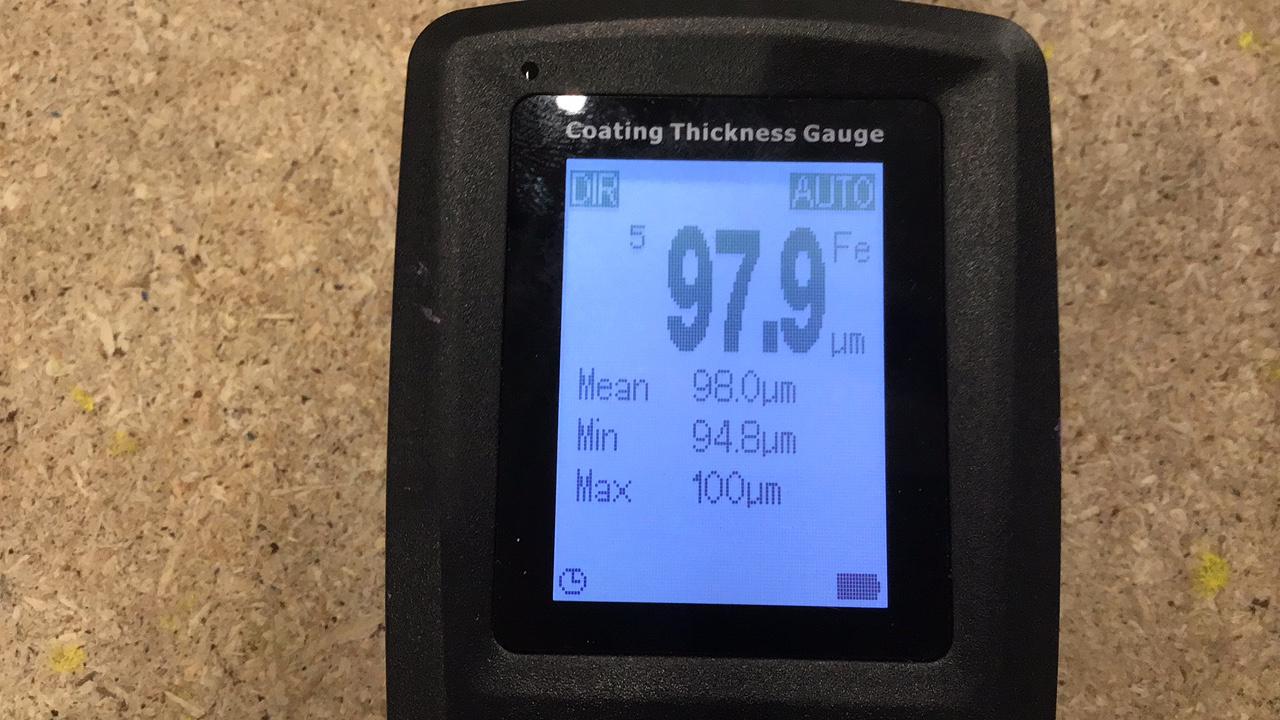 Coating Thickness Gauge
DIR AUTO
5 97.9 Fe
µm
Mean 98.0µm
Min 94.8µm
Max 100µm